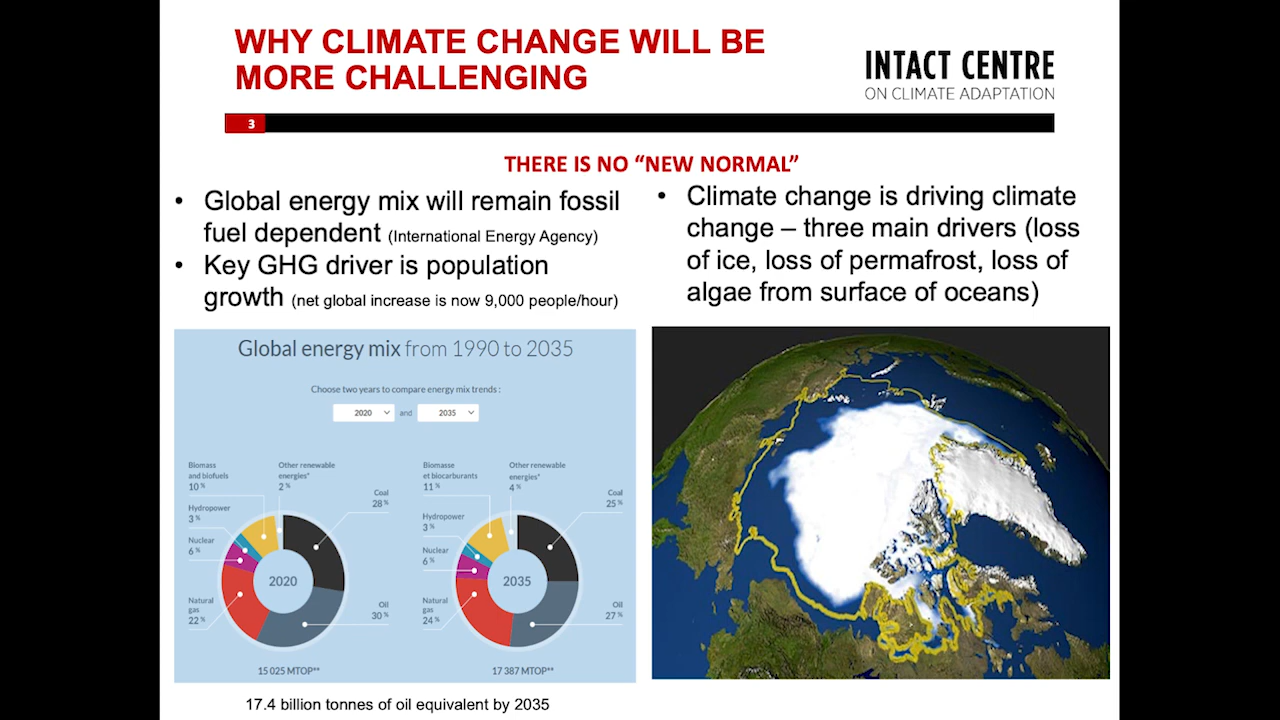 WHY CLIMATE CHANGE WILL BE
MORE CHALLENGING
INTACT CENTRE
ON CLIMATE ADAPTATION
3
THERE IS NO “NEW NORMAL”
• Global energy mix will remain fossil
fuel dependent (International Energy Agency)
• Key GHG driver is population
growth (net global increase is now 9,000 people/hour)
• Climate change is driving climate
change – three main drivers (loss
of ice, loss of permafrost, loss of
algae from surface of oceans)
Global energy mix from 1990 to 2035
Choose two years to compare energy mix trends :
2020 and 2035
Biomass
and biofuels
10 %
Other renewable
energies*
2 %
Coal
28 %
Hydropower
3 %
Nuclear
6 %
Natural
gas
22 %
Oil
30 %
2020
15 025 MTOP**
Biomasse
et biocarburants
11 %
Other renewable
energies*
4 %
Coal
25 %
Hydropower
3 %
Nuclear
6 %
Natural
gas
24 %
Oil
27 %
2035
17 387 MTOP**
17.4 billion tonnes of oil equivalent by 2035